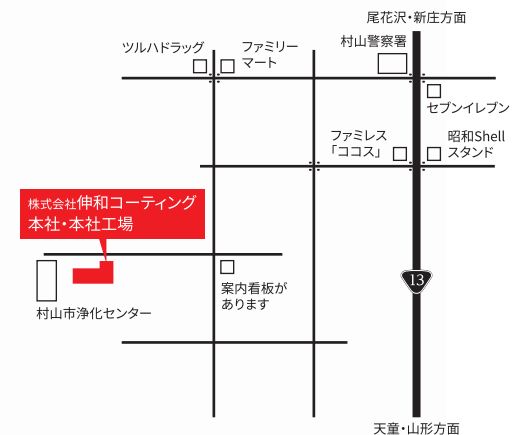 尾花沢・新庄方面
村山警察署
ツルハドラッグ
ファミリー
マート
セブンイレブン
ファミレス
「ココス」
昭和Shell
スタンド
株式会社伸和コーティング
本社・本社工場
13
案内看板が
あります
村山市浄化センター
天童・山形方面